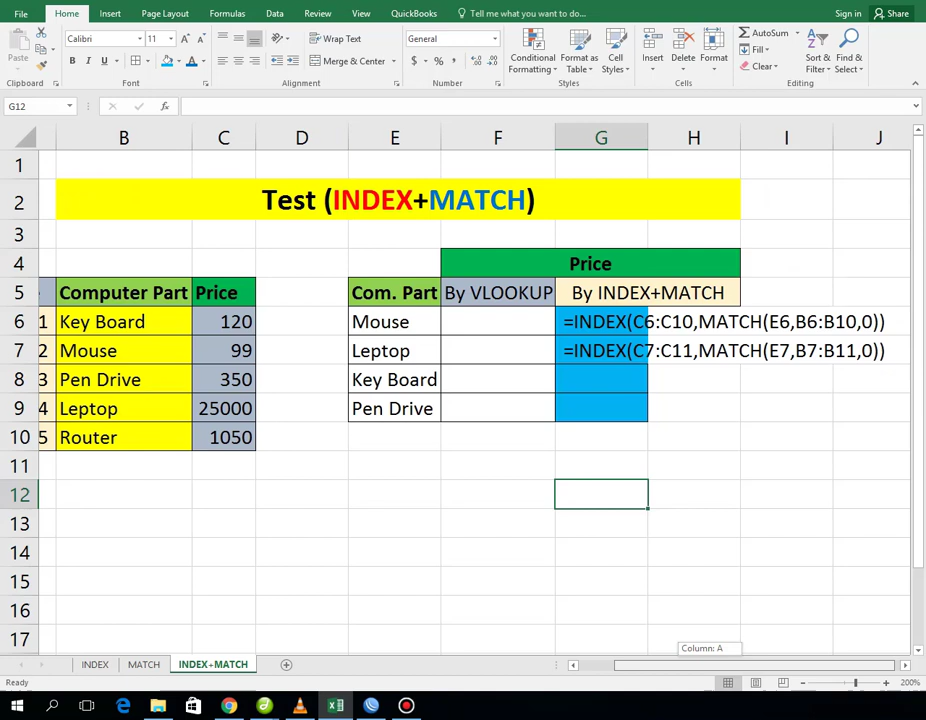 File Home Insert Page Layout Formulas Data Review View QuickBooks Tell me what you want to do... Sign in Share
Paste Calibri 11 A A Wrap Text General Conditional Formatting Format as Table Cell Styles Insert Delete Format AutoSum Fill Clear Sort & Filter Find & Select
B I U A Merge & Center $ % ,
Clipboard Font Alignment Number Styles Cells Editing
G12 fx
B C D E F G H I J
1
2 Test (INDEX+MATCH)
3
4 Price
5 Computer Part Price Com. Part By VLOOKUP By INDEX+MATCH
6 1 Key Board 120 Mouse =INDEX(C6:C10,MATCH(E6,B6:B10,0))
7 2 Mouse 99 Leptop =INDEX(C7:C11,MATCH(E7,B7:B11,0))
8 3 Pen Drive 350 Key Board
9 4 Leptop 25000 Pen Drive
10 5 Router 1050
11
12
13
14
15
16
17
Column: A
INDEX MATCH INDEX+MATCH
Ready 200%